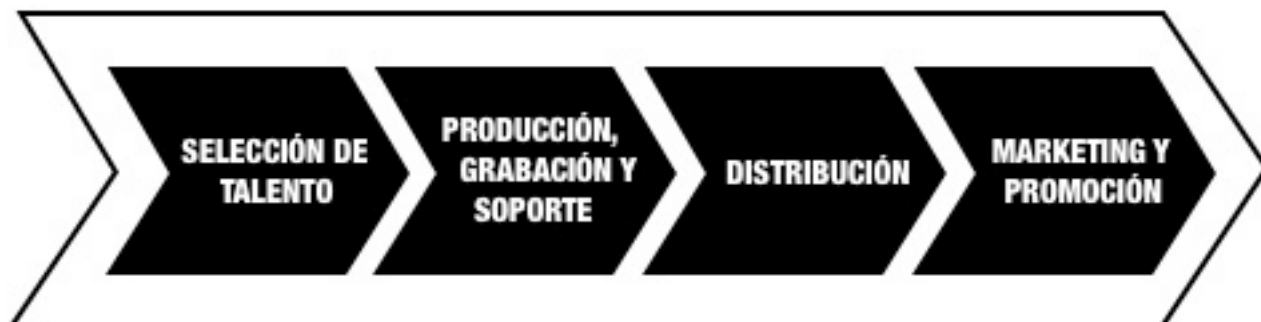 SELECCIÓN DE
TALENTO
PRODUCCIÓN,
GRABACIÓN Y
SOPORTE
DISTRIBUCIÓN
MARKETING Y
PROMOCIÓN